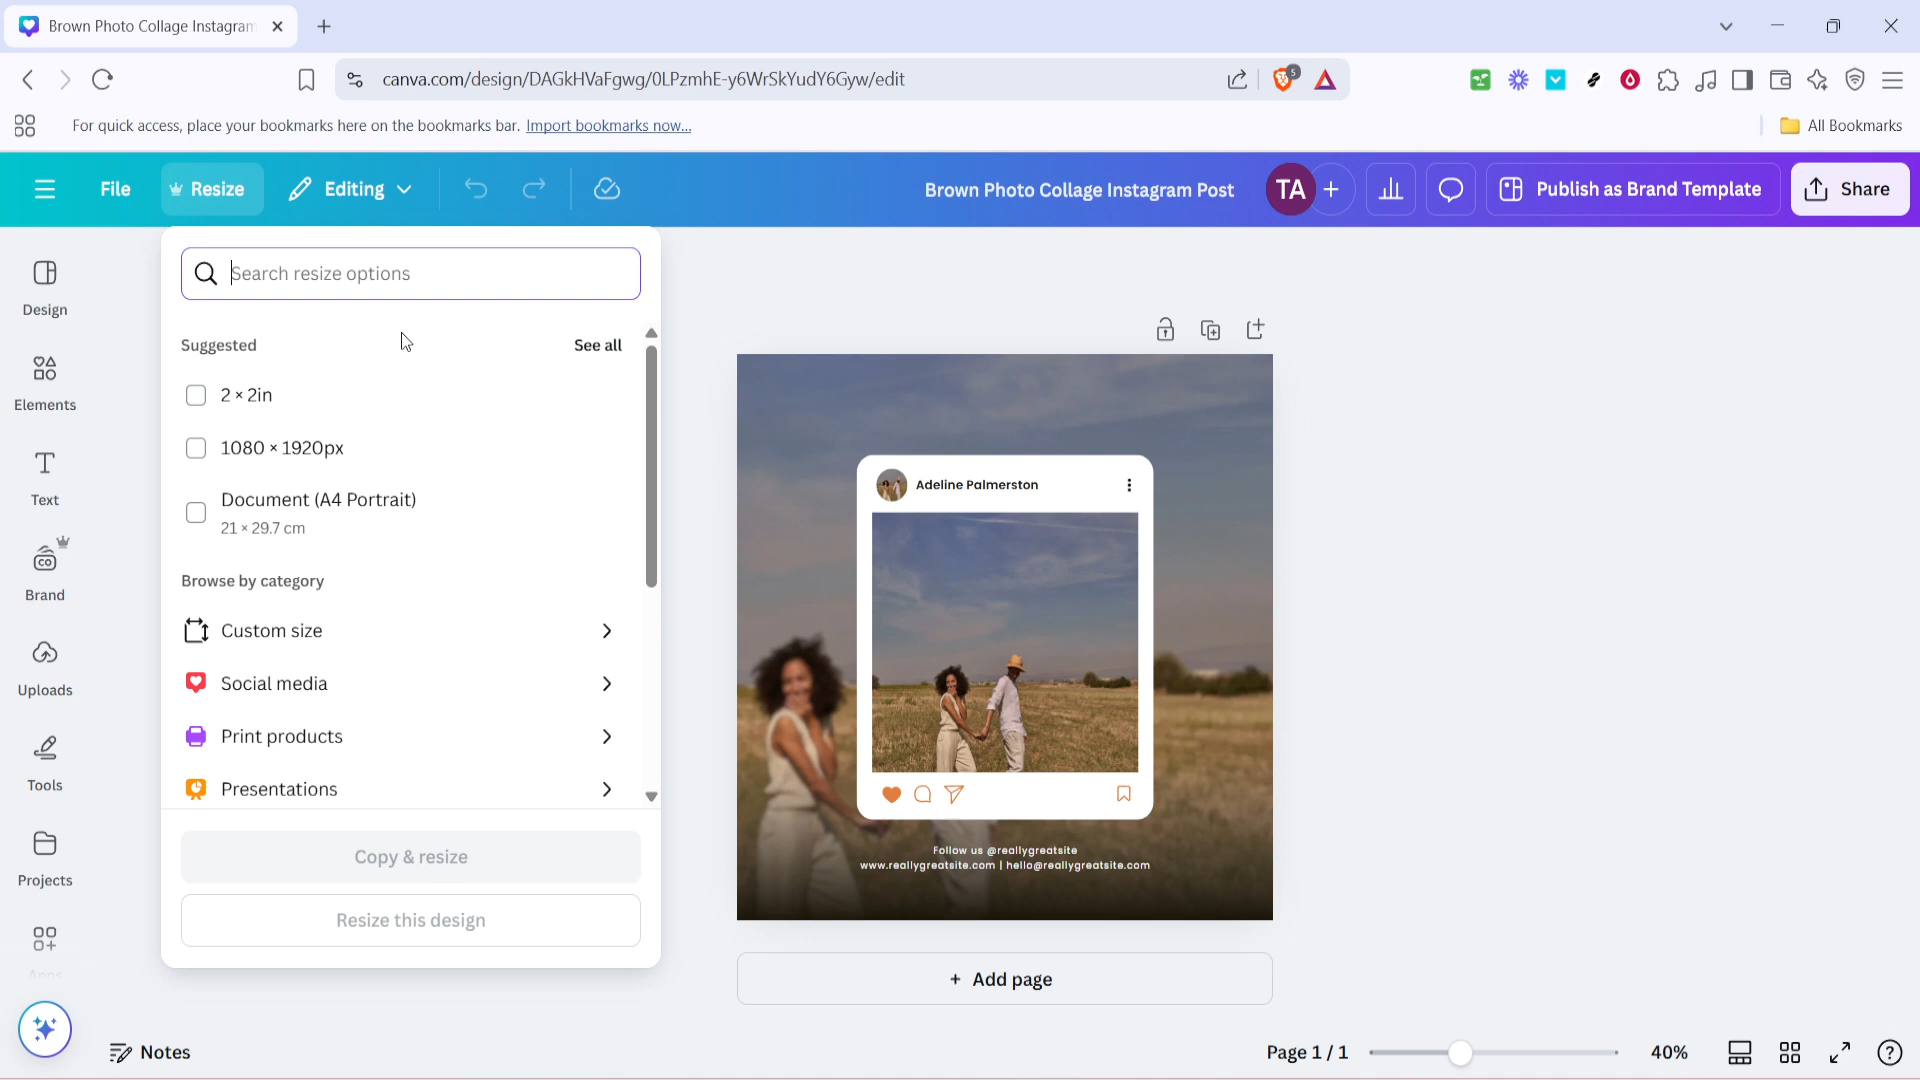 Brown Photo Collage Instagram
canva.com/design/DAGkHVaFgwg/0LPzmhE-y6WrSkYudY6Gyw/edit
5
For quick access, place your bookmarks here on the bookmarks bar. Import bookmarks now...
All Bookmarks
File
Resize
Editing
Brown Photo Collage Instagram Post
TA
Publish as Brand Template
Share
Design
Elements
Text
Brand
Uploads
Tools
Projects
Apps
Search resize options
Suggested
See all
2 × 2in
1080 × 1920px
Document (A4 Portrait)
21 × 29.7 cm
Browse by category
Custom size
Social media
Print products
Presentations
Copy & resize
Resize this design
Adeline Palmerston
Follow us @reallygreatsite
www.reallygreatsite.com | hello@reallygreatsite.com
+ Add page
Notes
Page 1 / 1
40%